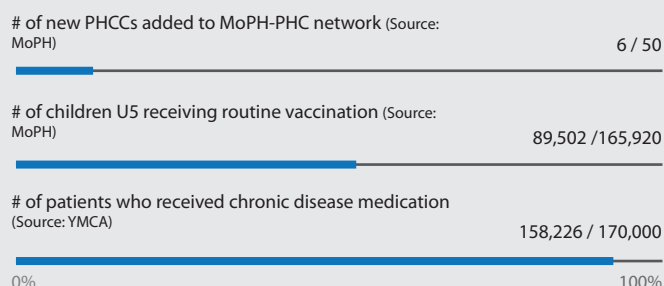 # of new PHCCs added to MoPH-PHC network (Source:
MoPH)
6 / 50
# of children U5 receiving routine vaccination (Source:
MoPH)
89,502 /165,920
# of patients who received chronic disease medication
(Source: YMCA)
158,226 / 170,000
0%
100%